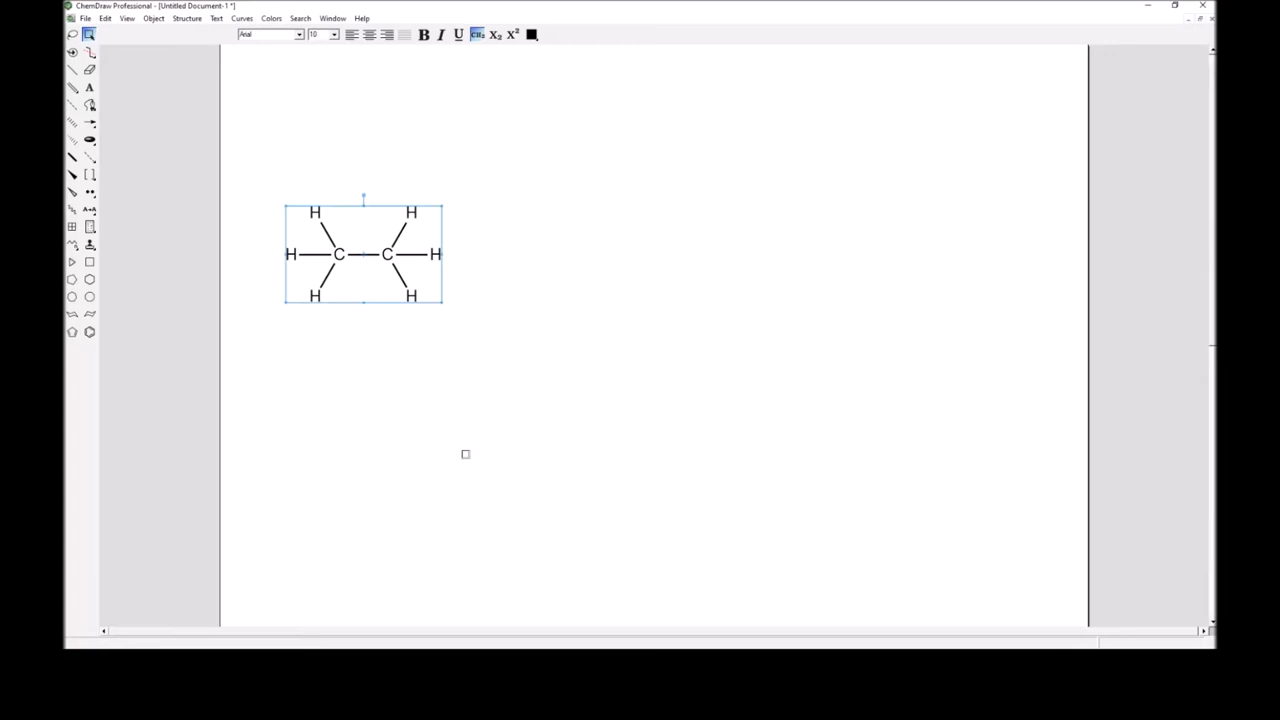 ChemDraw Professional - [Untitled Document-1 *]
File Edit View Object Structure Text Curves Colors Search Window Help
Arial 10 B I U CH₂ X₂ X²
A
A→A
H H
H C C H
H H